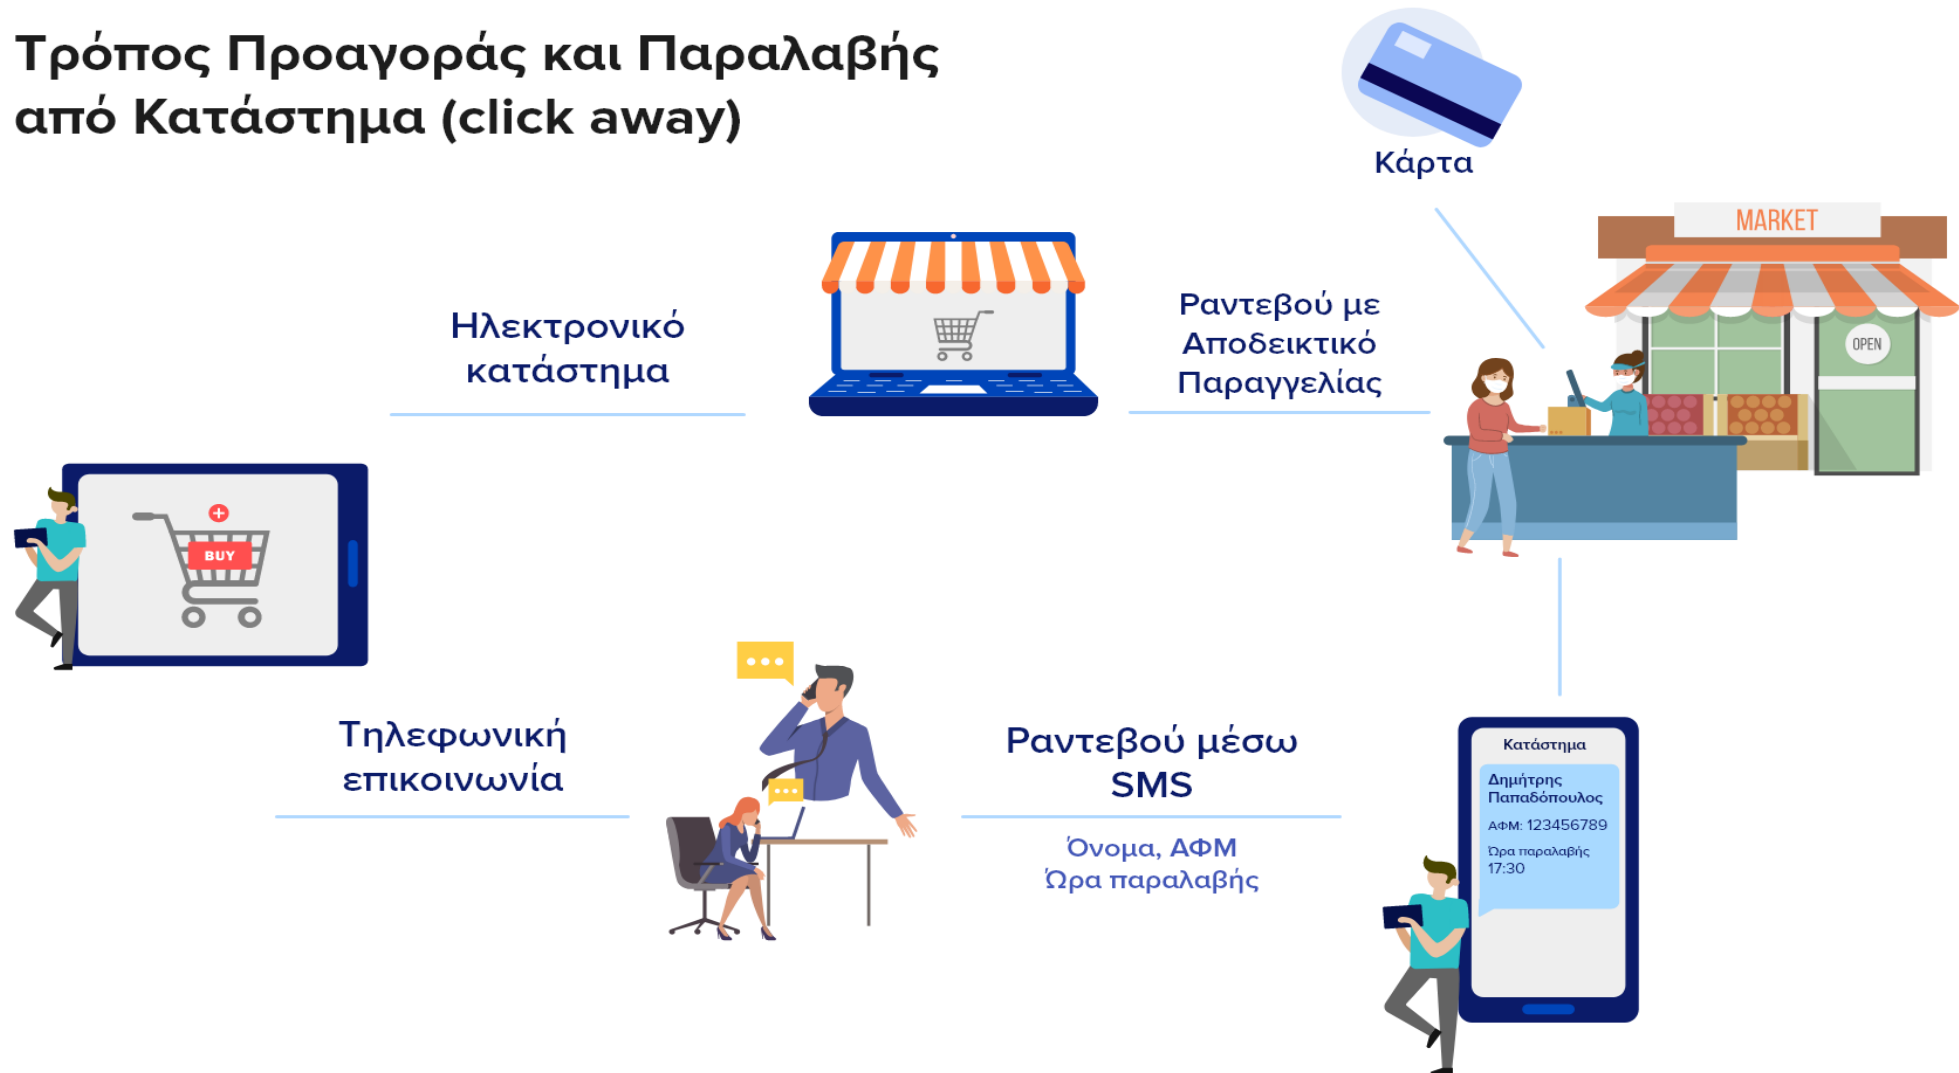 Τρόπος Προαγοράς και Παραλαβής
από Κατάστημα (click away)
Κάρτα
MARKET
OPEN
Ηλεκτρονικό
κατάστημα
Ραντεβού με
Αποδεικτικό
Παραγγελίας
BUY
Τηλεφωνική
επικοινωνία
Ραντεβού μέσω
SMS
Όνομα, ΑΦΜ
Ώρα παραλαβής
Κατάστημα
Δημήτρης
Παπαδόπουλος
ΑΦΜ: 123456789
Ώρα παραλαβής
17:30